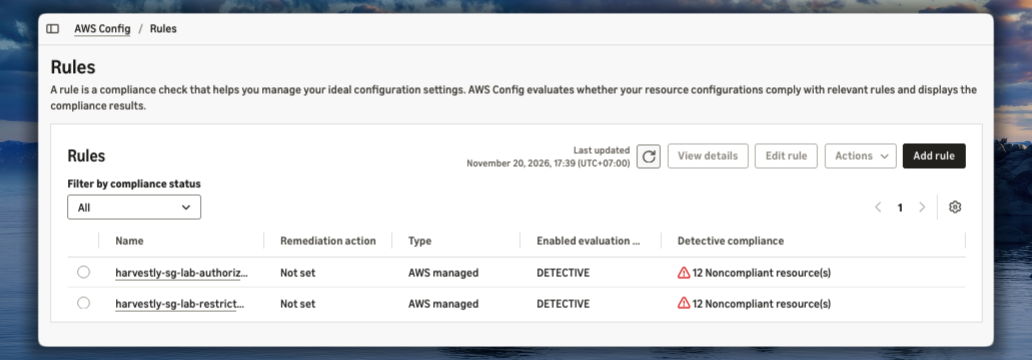 AWS Config / Rules
Rules
A rule is a compliance check that helps you manage your ideal configuration settings. AWS Config evaluates whether your resource configurations comply with relevant rules and displays the
compliance results.
Rules
Last updated
November 20, 2026, 17:39 (UTC+07:00)
View details
Edit rule
Actions
Add rule
Filter by compliance status
All
1
Name Remediation action Type Enabled evaluation ... Detective compliance
harvestly-sg-lab-authoriz... Not set AWS managed DETECTIVE 12 Noncompliant resource(s)
harvestly-sg-lab-restrict... Not set AWS managed DETECTIVE 12 Noncompliant resource(s)